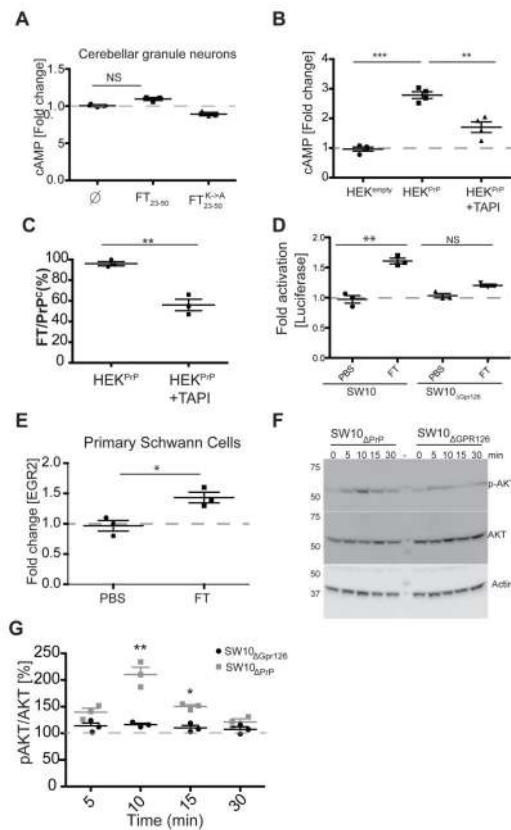 A
Cerebellar granule neurons
NS
cAMP [Fold change]
1.5
1.0
5
0
∅
FT23-50
FT23-50 K->A
B
***
**
cAMP [Fold change]
4
3
2
1
0
HEKempty
HEKPrP
HEKPrP
+TAPI
C
**
FT/PrPc(%)
100
80
60
40
20
0
HEKPrP
HEKPrP
+TAPI
D
**
NS
Fold activation
[Luciferase]
2.0
1.5
1.0
0.5
0.0
PBS
FT
PBS
FT
SW10
SW10ΔGpr126
E
Primary Schwann Cells
*
Fold change [EGR2]
2.0
1.5
1.0
0.5
0.0
PBS
FT
F
SW10ΔPrP
SW10ΔGPR126
0 5 10 15 30 - 0 5 10 15 30 min
75
50
p-AKT
75
50
AKT
50
37
Actin
G
SW10ΔGpr126
SW10ΔPrP
**
*
pAKT/AKT [%]
250
200
150
100
50
0
5
10
15
30
Time (min)